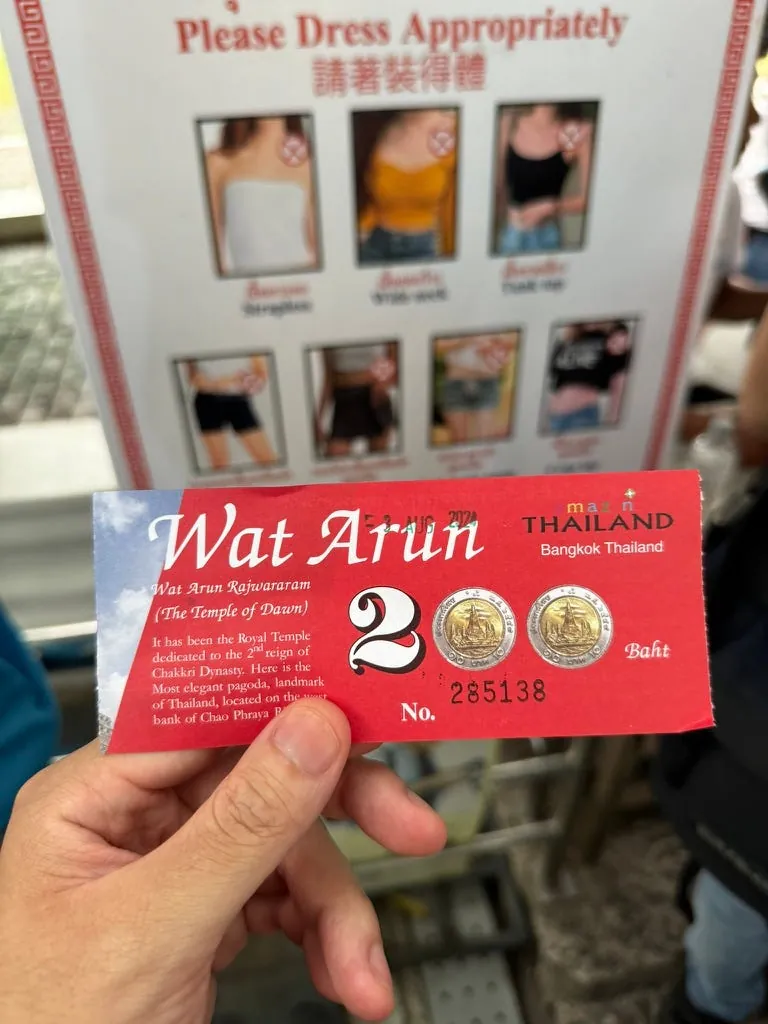 Please Dress Appropriately
請著裝得體
Strapless
Wide neck
Tank top
Wat Arun
AUG 2024
Wat Arun Rajwararam
(The Temple of Dawn)
It has been the Royal Temple
dedicated to the 2nd reign of
Chakkri Dynasty. Here is the
Most elegant pagoda, landmark
of Thailand, located on the west
bank of Chao Phraya
2
THAILAND
Bangkok Thailand
Baht
No. 285138